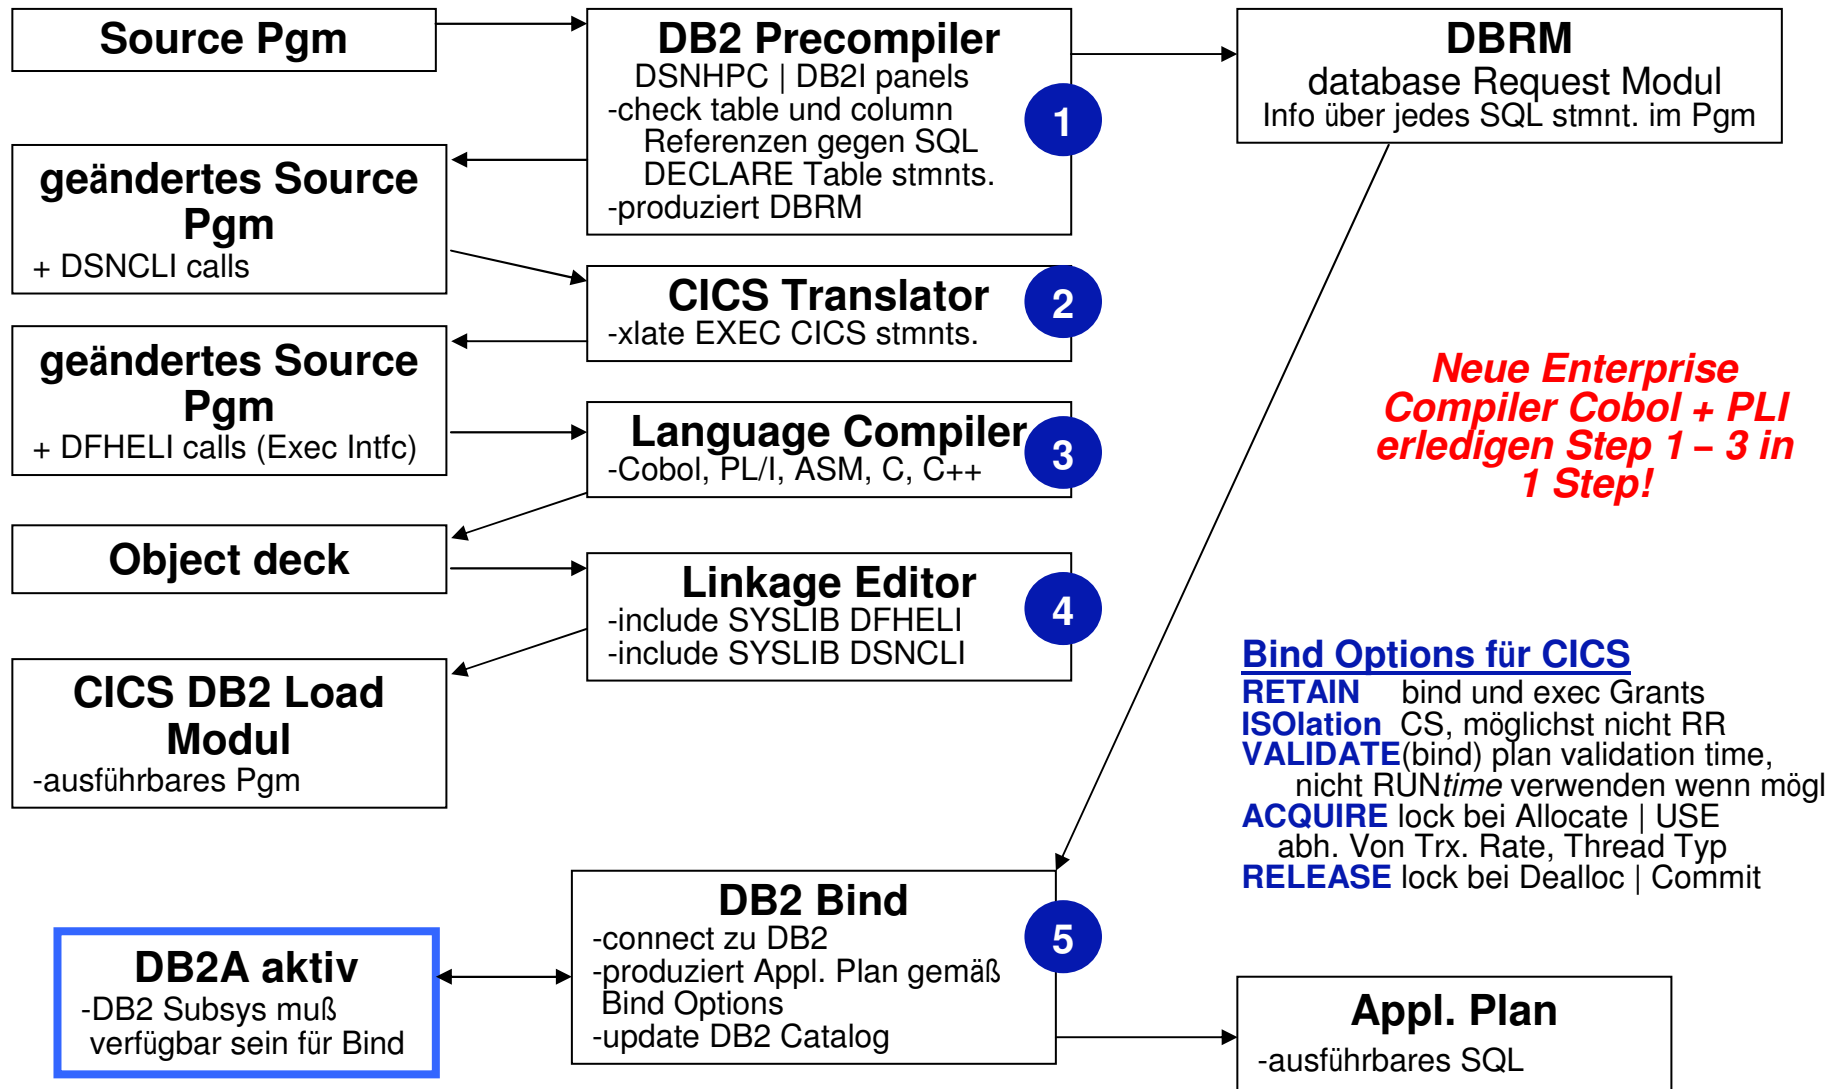 Source Pgm
DB2 Precompiler
DSNHPC | DB2I panels
-check table und column
Referenzen gegen SQL
DECLARE Table stmnts.
-produziert DBRM
1
DBRM
database Request Modul
Info über jedes SQL stmnt. im Pgm
geändertes Source
Pgm
+ DSNCLI calls
CICS Translator
-xlate EXEC CICS stmnts.
2
geändertes Source
Pgm
+ DFHELI calls (Exec Intfc)
Language Compiler
-Cobol, PL/I, ASM, C, C++
3
Neue Enterprise
Compiler Cobol + PLI
erledigen Step 1 – 3 in
1 Step!
Object deck
Linkage Editor
-include SYSLIB DFHELI
-include SYSLIB DSNCLI
4
CICS DB2 Load
Modul
-ausführbares Pgm
Bind Options für CICS
RETAIN bind und exec Grants
ISOlation CS, möglichst nicht RR
VALIDATE(bind) plan validation time,
nicht RUNtime verwenden wenn mögl
ACQUIRE lock bei Allocate | USE
abh. Von Trx. Rate, Thread Typ
RELEASE lock bei Dealloc | Commit
DB2 Bind
-connect zu DB2
-produziert Appl. Plan gemäß
Bind Options
-update DB2 Catalog
5
DB2A aktiv
-DB2 Subsys muß
verfügbar sein für Bind
Appl. Plan
-ausführbares SQL